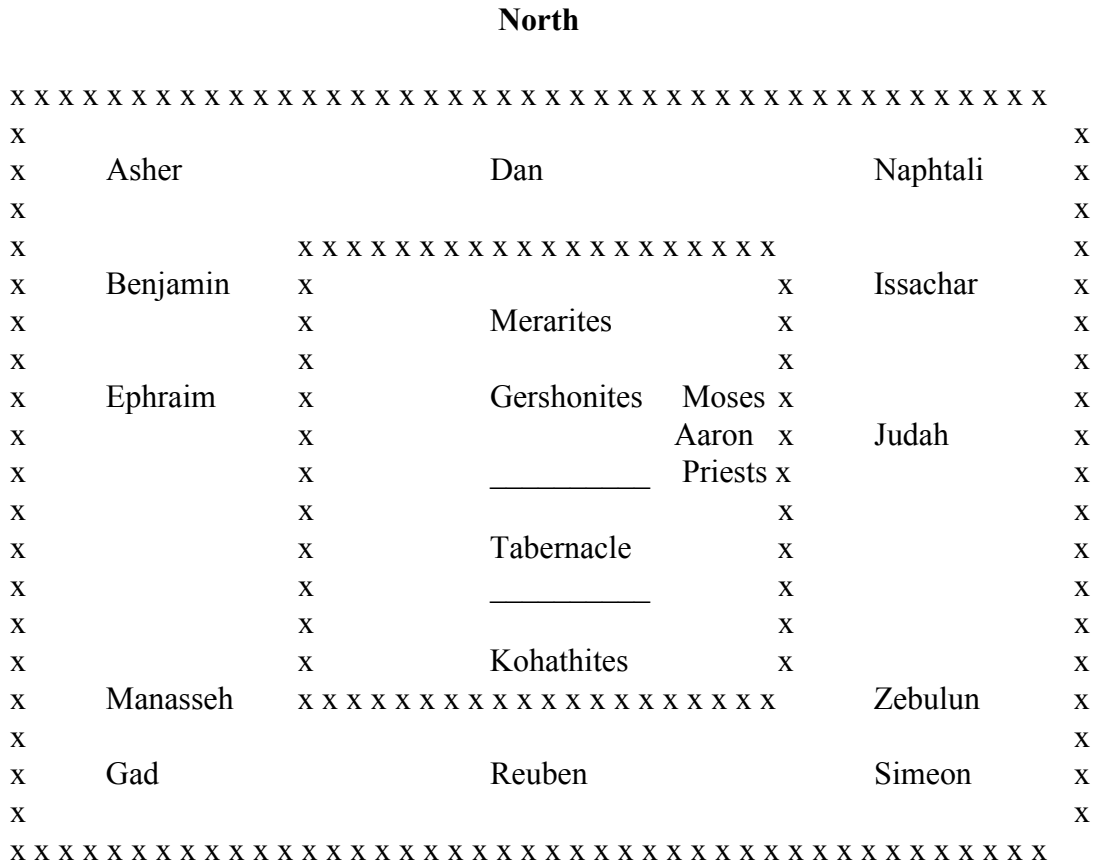 North
x x x x x x x x x x x x x x x x x x x x x x x x x x x x x x x x x x x x x x x x x x x
x x
x Asher Dan Naphtali x
x x
x x x x x x x x x x x x x x x x x x x x x x x
x Benjamin x x Issachar x
x x Merarites x x
x x x x
x Ephraim x Gershonites Moses x x
x x Aaron x Judah x
x x __________ Priests x x
x x x x
x x Tabernacle x x
x x __________ x x
x x x x
x x Kohathites x x
x Manasseh x x x x x x x x x x x x x x x x x x x x Zebulun x
x x
x Gad Reuben Simeon x
x x
x x x x x x x x x x x x x x x x x x x x x x x x x x x x x x x x x x x x x x x x x x x